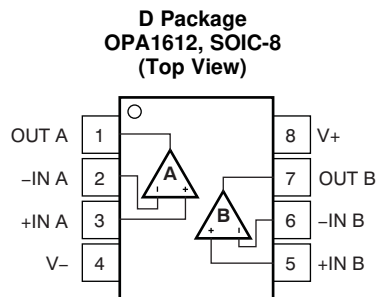 D Package
OPA1612, SOIC-8
(Top View)
OUT A 1 8 V+
–IN A 2 A 7 OUT B
+IN A 3 B 6 –IN B
V– 4 5 +IN B